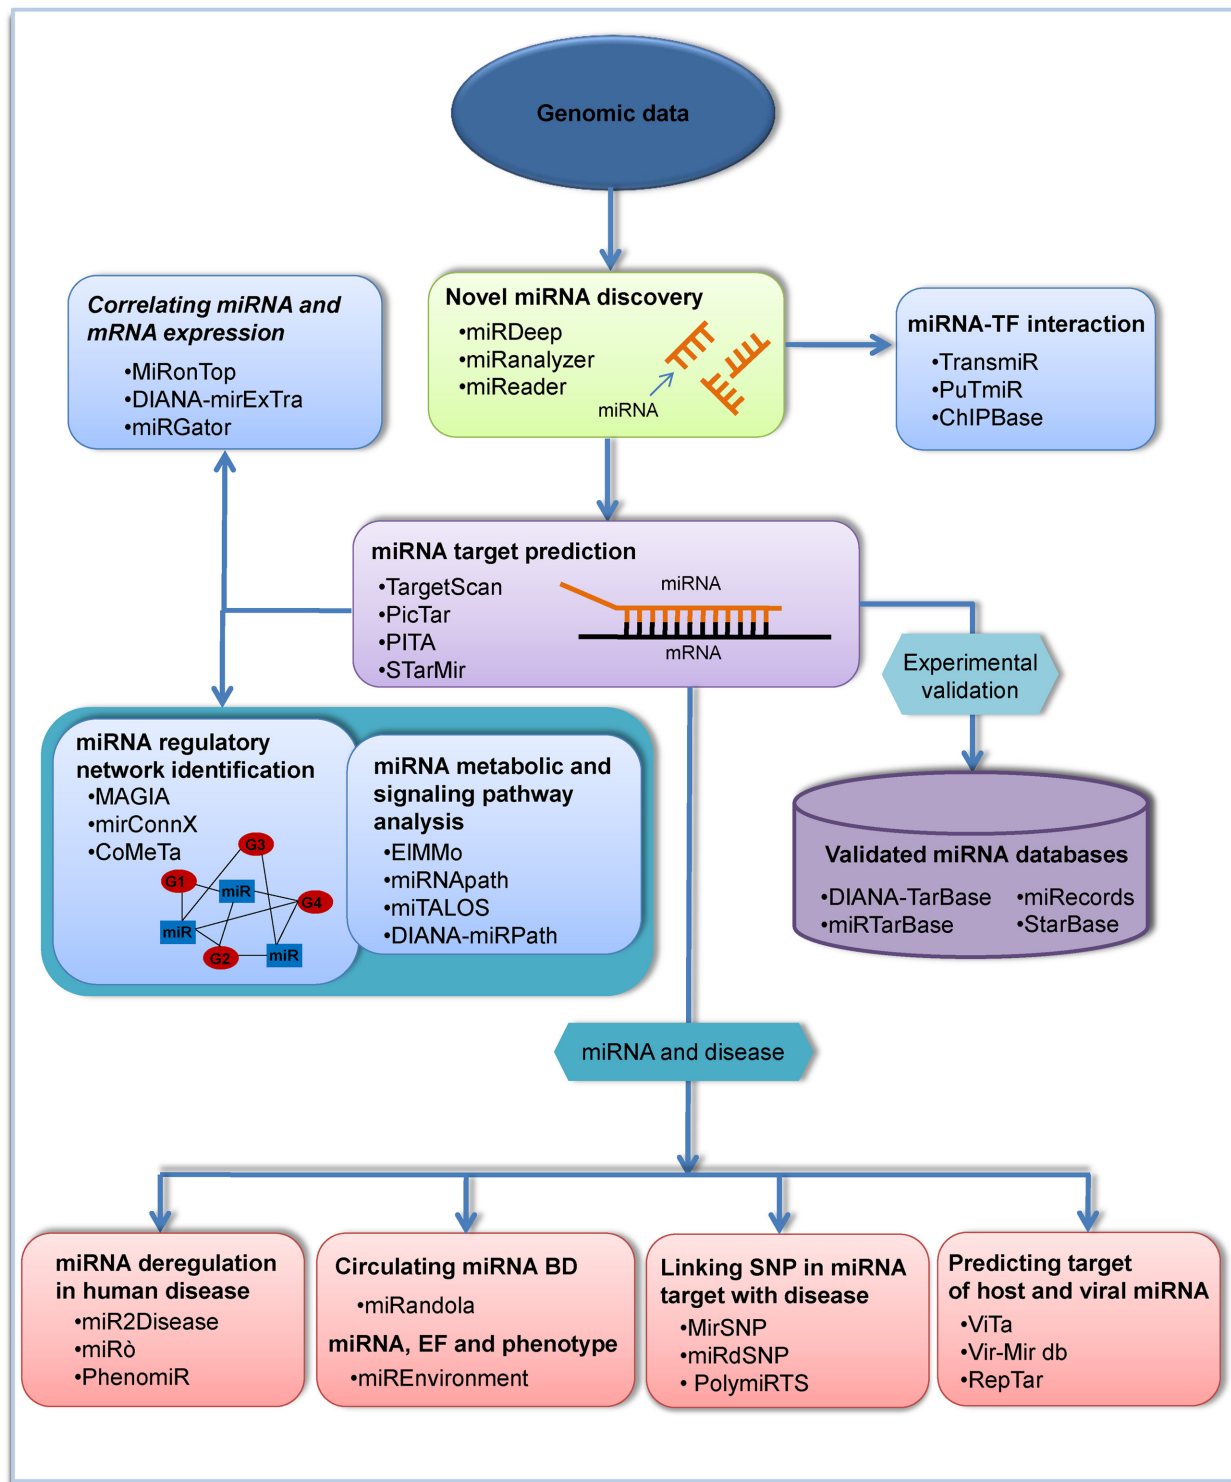 Genomic data
Correlating miRNA and
mRNA expression
•MiRonTop
•DIANA-mirExTra
•miRGator
Novel miRNA discovery
•miRDeep
•miRanalyzer
•miReader
miRNA
miRNA-TF interaction
•TransmiR
•PuTmiR
•ChIPBase
miRNA target prediction
•TargetScan
•PicTar
•PITA
•STarMir
miRNA
mRNA
Experimental
validation
miRNA regulatory
network identification
•MAGIA
•mirConnX
•CoMeTa
G3
G1
miR
G4
miR
G2
miR
miRNA metabolic and
signaling pathway
analysis
•EIMMo
•miRNApath
•miTALOS
•DIANA-miRPath
Validated miRNA databases
•DIANA-TarBase
•miRTarBase
•miRecords
•StarBase
miRNA and disease
miRNA deregulation
in human disease
•miR2Disease
•miRò
•PhenomiR
Circulating miRNA BD
•miRandola
miRNA, EF and phenotype
•miREnvironment
Linking SNP in miRNA
target with disease
•MirSNP
•miRdSNP
• PolymiRTS
Predicting target
of host and viral miRNA
•ViTa
•Vir-Mir db
•RepTar